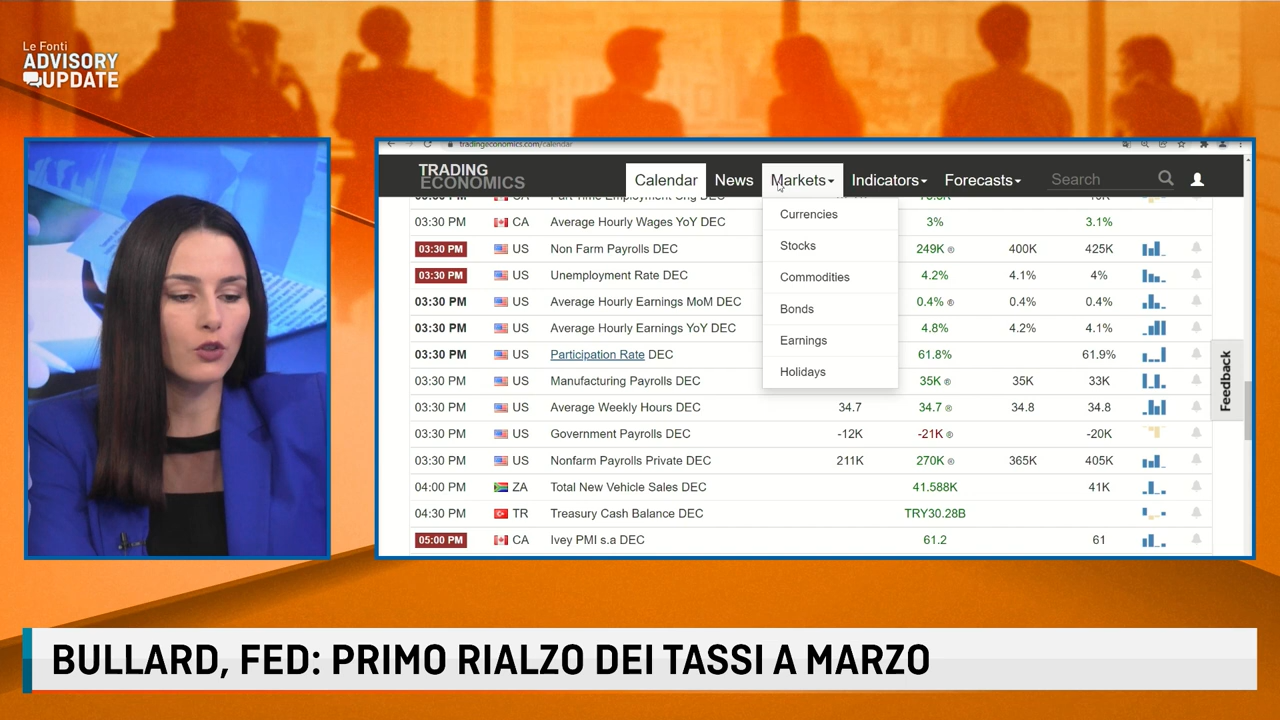 Le Fonti
ADVISORY
UPDATE
tradingeconomics.com/calendar
TRADING
ECONOMICS
Calendar News Markets Indicators Forecasts Search
Currencies
Stocks
Commodities
Bonds
Earnings
Holidays
03:30 PM CA Average Hourly Wages YoY DEC 3% 3.1%
03:30 PM US Non Farm Payrolls DEC 249K ® 400K 425K
03:30 PM US Unemployment Rate DEC 4.2% 4.1% 4%
03:30 PM US Average Hourly Earnings MoM DEC 0.4% ® 0.4% 0.4%
03:30 PM US Average Hourly Earnings YoY DEC 4.8% 4.2% 4.1%
03:30 PM US Participation Rate DEC 61.8% 61.9%
03:30 PM US Manufacturing Payrolls DEC 35K ® 35K 33K
03:30 PM US Average Weekly Hours DEC 34.7 34.7 ® 34.8 34.8
03:30 PM US Government Payrolls DEC -12K -21K ® -20K
03:30 PM US Nonfarm Payrolls Private DEC 211K 270K ® 365K 405K
04:00 PM ZA Total New Vehicle Sales DEC 41.588K 41K
04:30 PM TR Treasury Cash Balance DEC TRY30.28B
05:00 PM CA Ivey PMI s.a DEC 61.2 61
Feedback
BULLARD, FED: PRIMO RIALZO DEI TASSI A MARZO